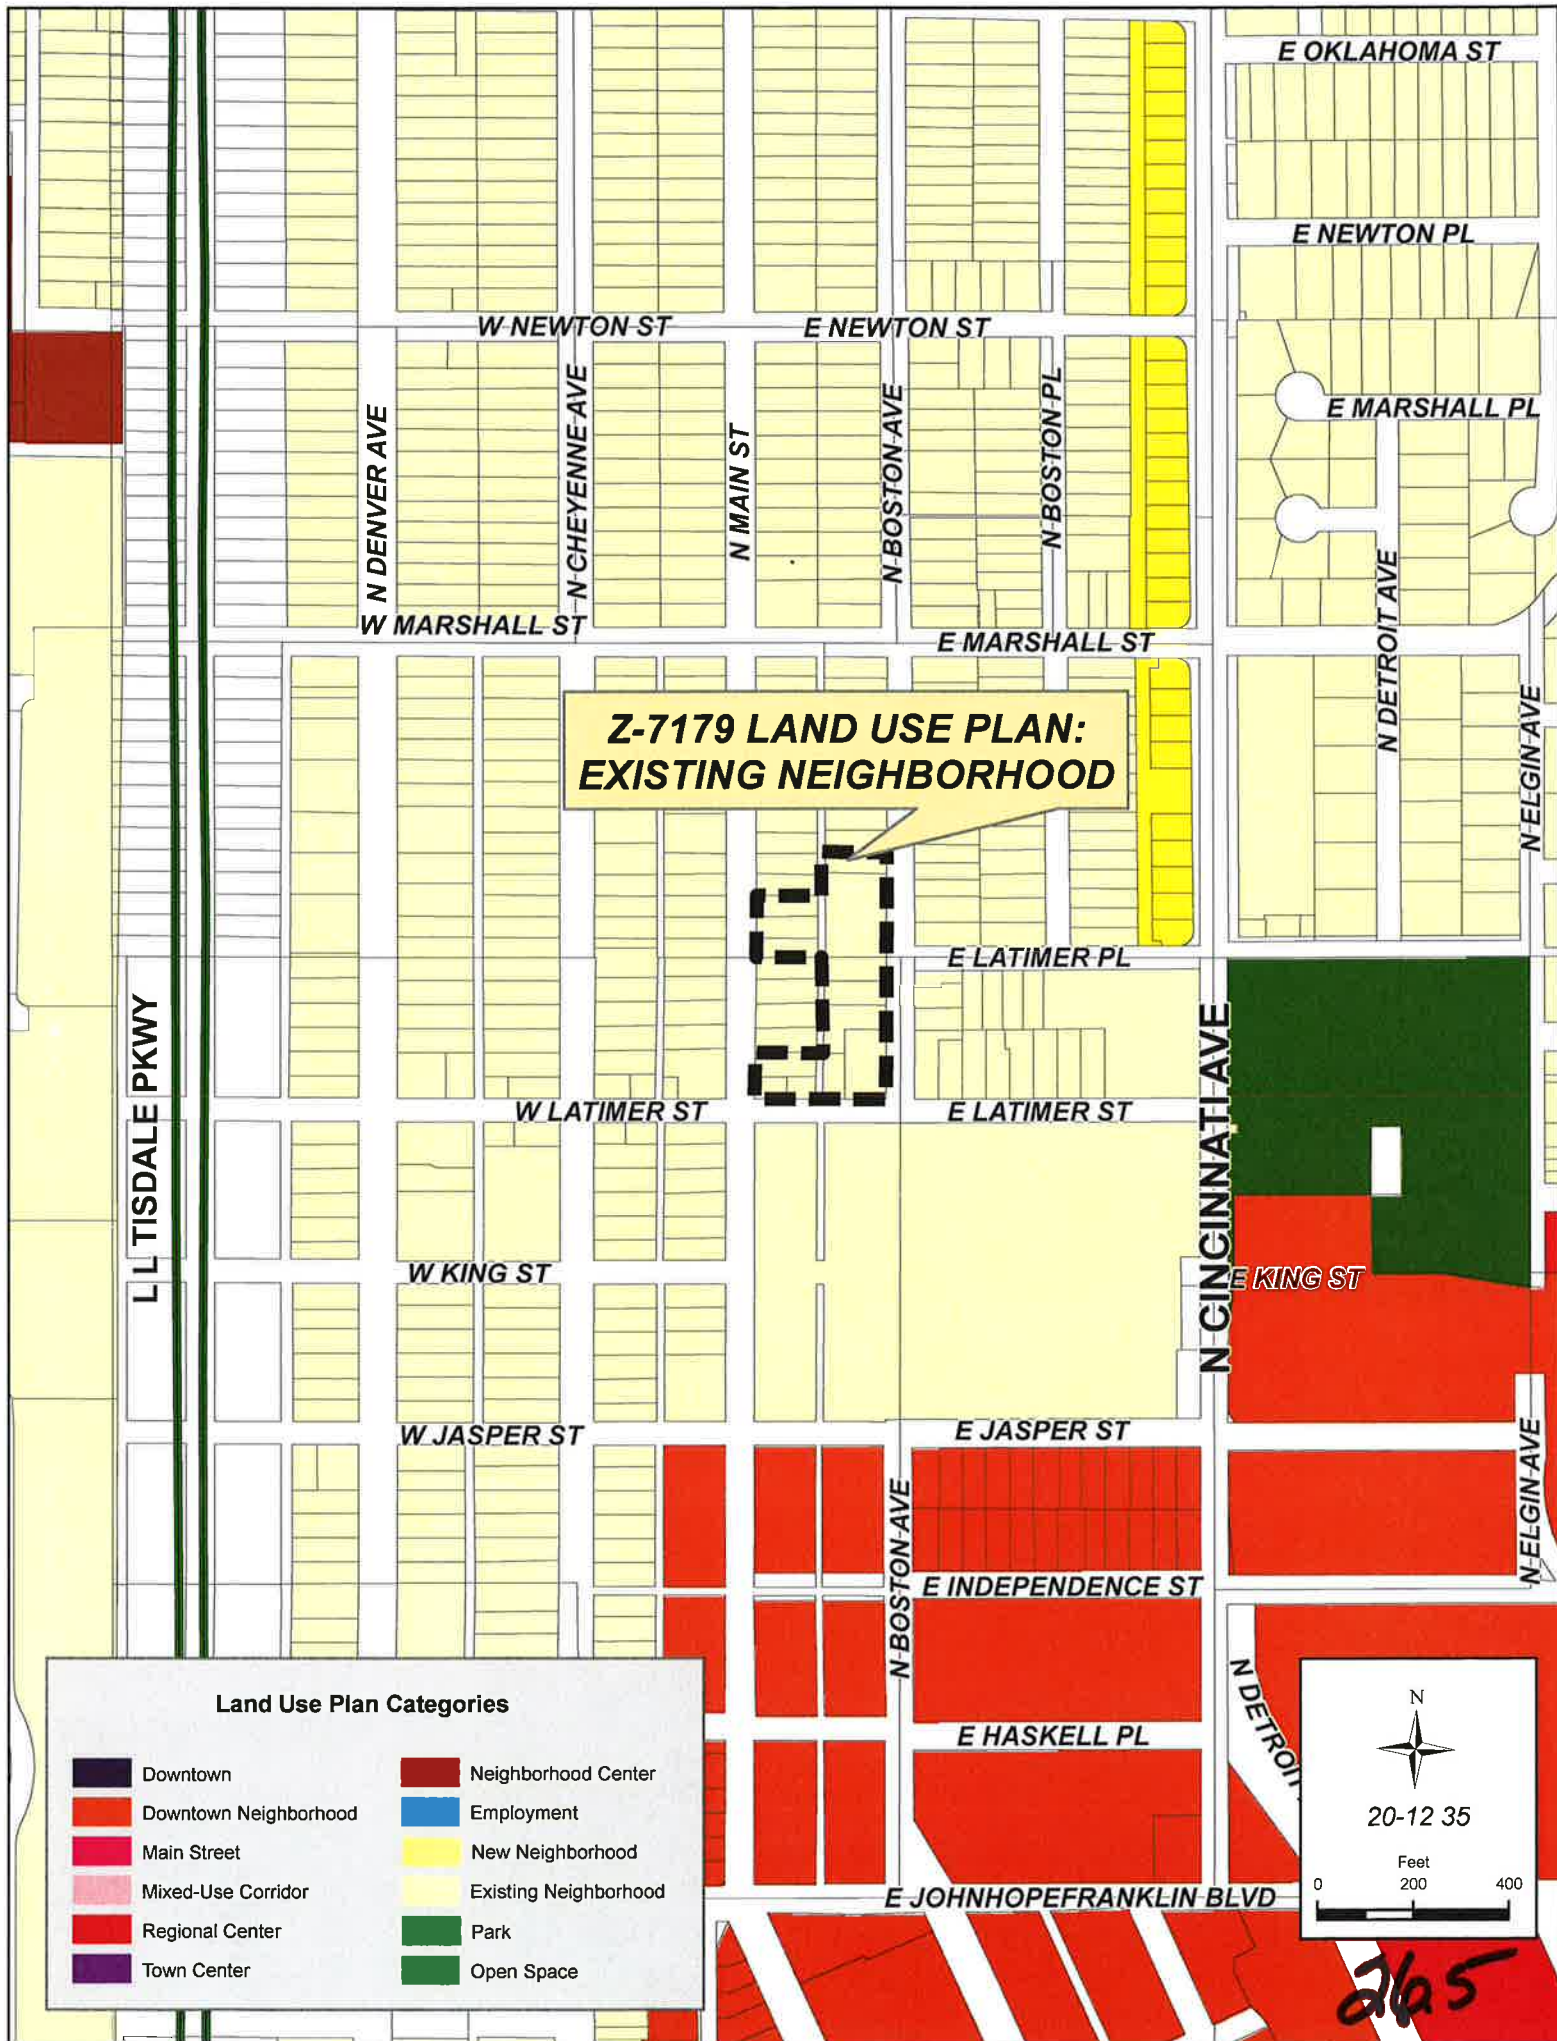 E OKLAHOMA ST
E NEWTON PL
W NEWTON ST
E NEWTON ST
E MARSHALL PL
N DENVER AVE
N CHEYENNE AVE
N MAIN ST
N BOSTON AVE
N BOSTON PL
W MARSHALL ST
E MARSHALL ST
N DETROIT AVE
N ELGIN AVE
Z-7179 LAND USE PLAN:
EXISTING NEIGHBORHOOD
E LATIMER PL
L L TISDALE PKWY
N CINCINNATI AVE
W LATIMER ST
E LATIMER ST
W KING ST
E KING ST
W JASPER ST
E JASPER ST
N BOSTON AVE
N ELGIN AVE
E INDEPENDENCE ST
E HASKELL PL
N DETROIT
E JOHNHOPEFRANKLIN BLVD
Land Use Plan Categories
Downtown
Downtown Neighborhood
Main Street
Mixed-Use Corridor
Regional Center
Town Center
Neighborhood Center
Employment
New Neighborhood
Existing Neighborhood
Park
Open Space
N
20-12 35
Feet
0 200 400